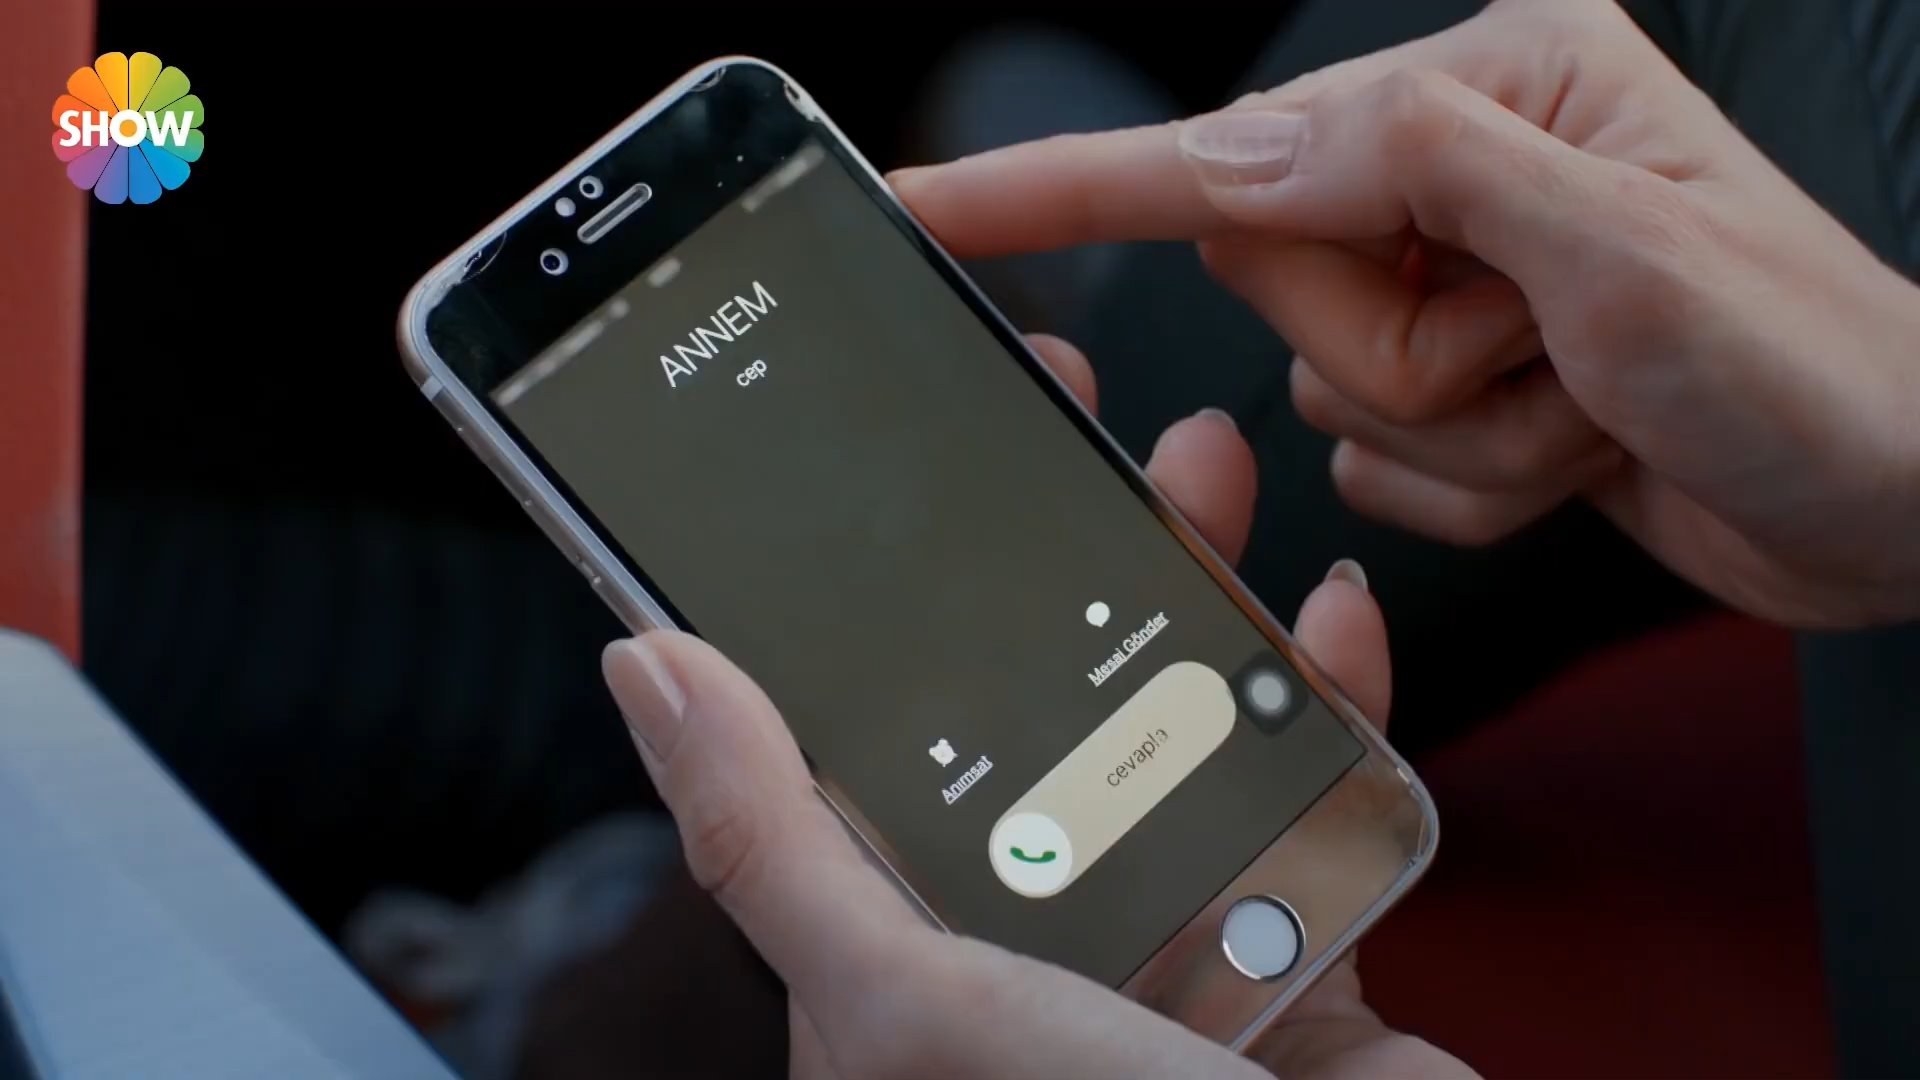 SHOW
ANNEM
cep
Mesaj Gönder
Anımsat
cevapla